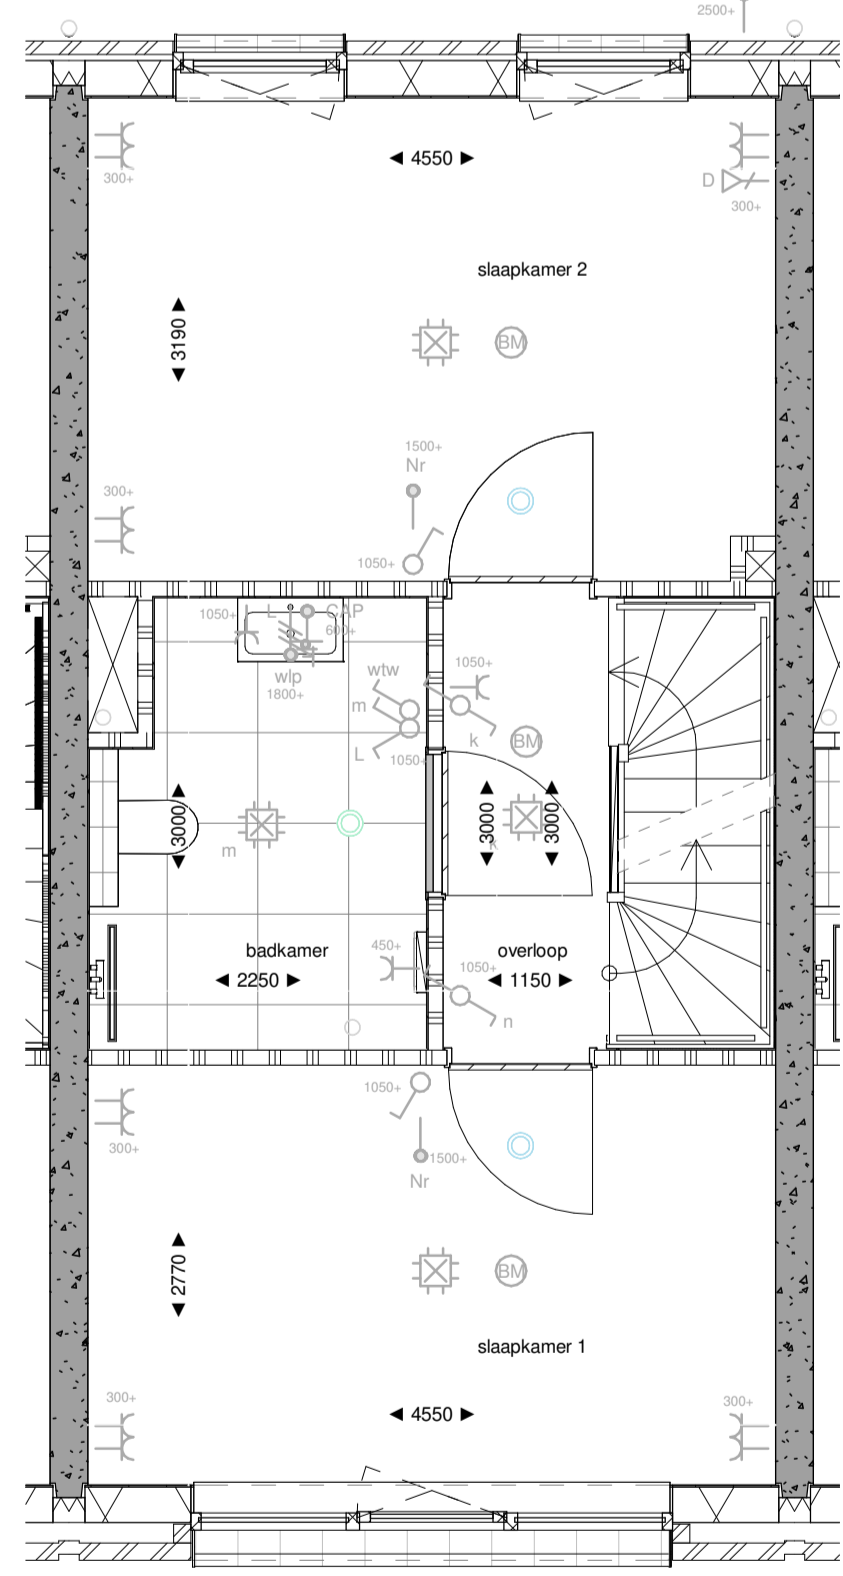 2500+
4550
300+
D
300+
slaapkamer 2
3190
BM
1500+
Nr
300+
1050+
1050+
L
L
CAP
600+
wlp
1800+
wtw
m
L
1050+
1050+
k
BM
3000
m
3000
3000
k
badkamer
2250
450+
overloop
1150
1050+
n
1050+
300+
1500+
Nr
2770
BM
slaapkamer 1
300+
4550
300+